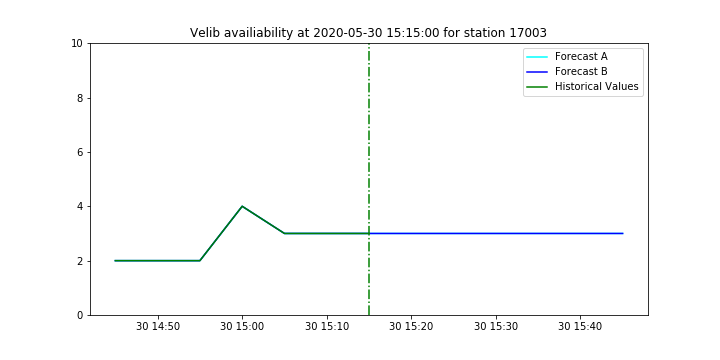 Velib availiability at 2020-05-30 15:15:00 for station 17003
10
8
6
4
2
0
Forecast A
Forecast B
Historical Values
30 14:50 30 15:00 30 15:10 30 15:20 30 15:30 30 15:40